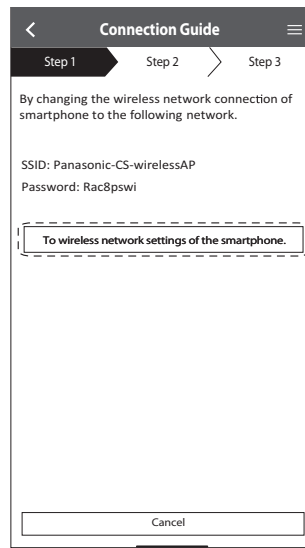 Connection Guide
Step 1
Step 2
Step 3
By changing the wireless network connection of
smartphone to the following network.
SSID: Panasonic-CS-wirelessAP
Password: Rac8pswi
To wireless network settings of the smartphone.
Cancel